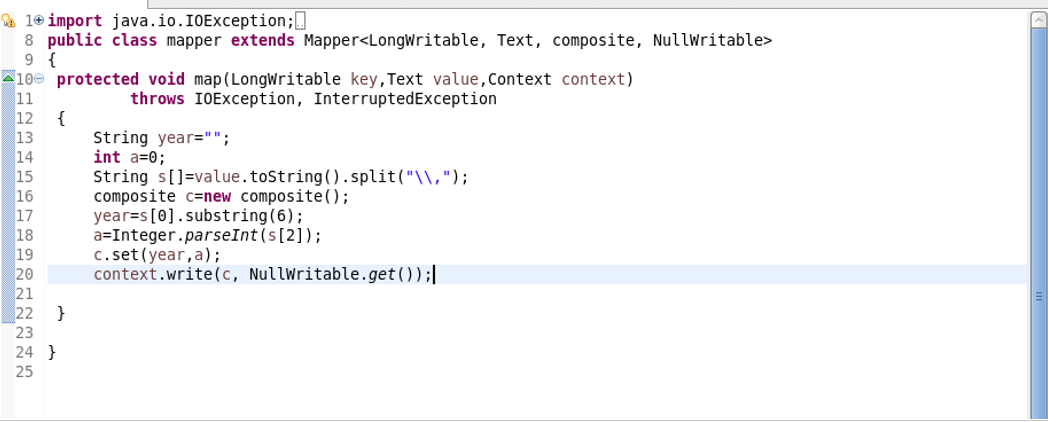 1 import java.io.IOException;
8 public class mapper extends Mapper<LongWritable, Text, composite, NullWritable>
9 {
10 protected void map(LongWritable key,Text value,Context context)
11 throws IOException, InterruptedException
12 {
13 String year="";
14 int a=0;
15 String s[]=value.toString().split("\\,");
16 composite c=new composite();
17 year=s[0].substring(6);
18 a=Integer.parseInt(s[2]);
19 c.set(year,a);
20 context.write(c, NullWritable.get());
21
22 }
23
24 }
25